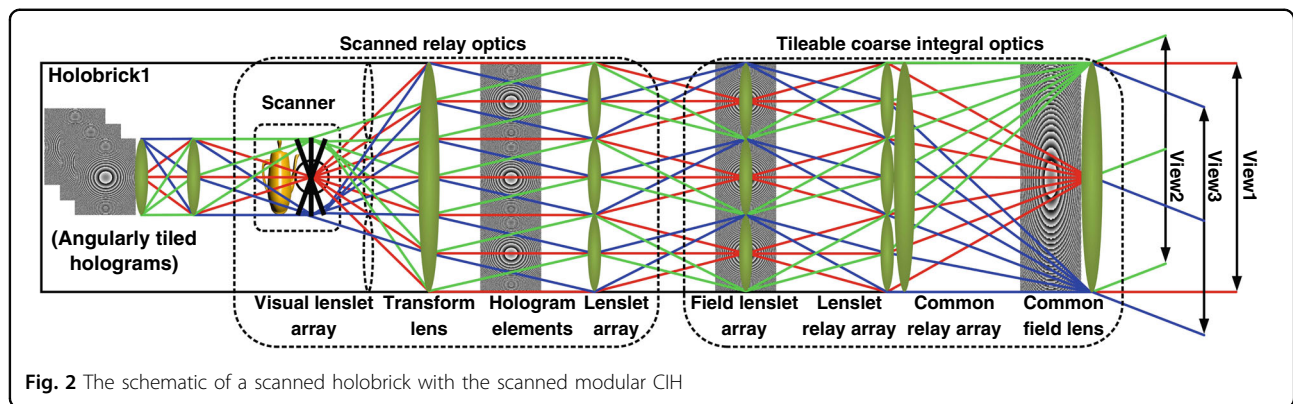 Scanned relay optics
Tileable coarse integral optics
Holobrick1
Scanner
(Angularly tiled
holograms)
Visual lenslet
array
Transform
lens
Hologram
elements
Lenslet
array
Field lenslet
array
Lenslet
relay array
Common
relay array
Common
field lens
View2
View3
View1
Fig. 2 The schematic of a scanned holobrick with the scanned modular CIH